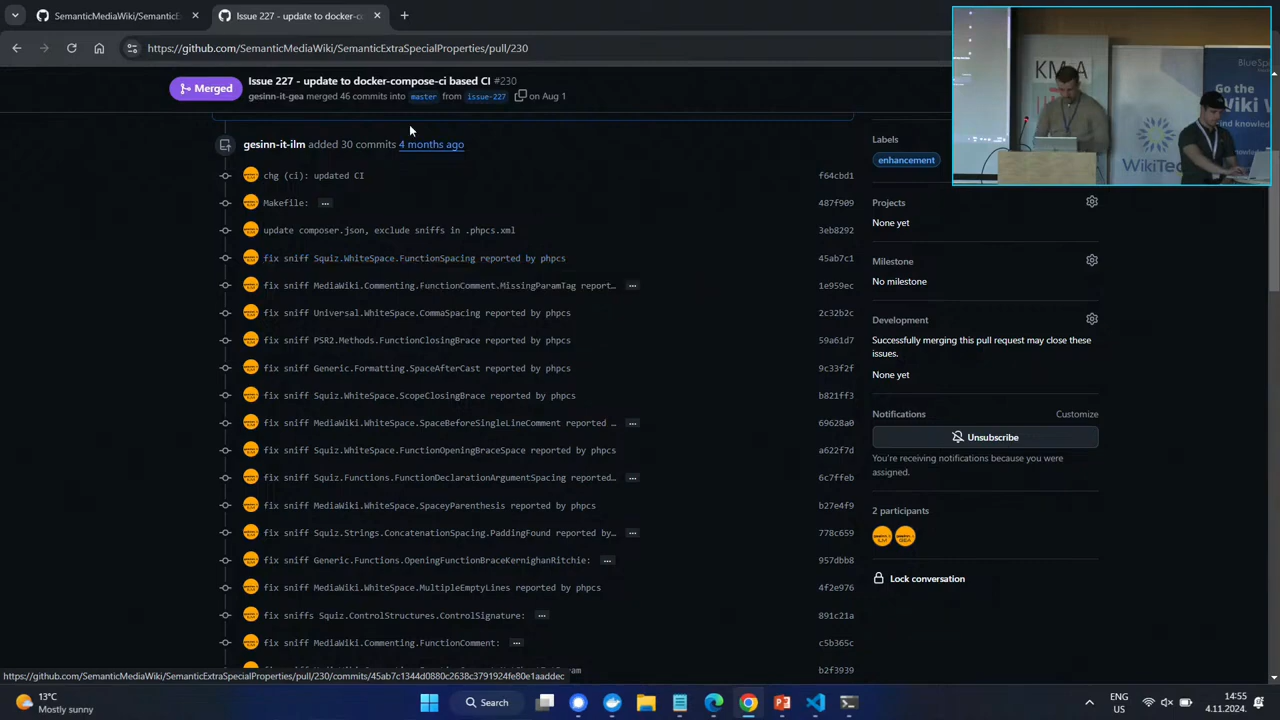 SemanticMediaWiki/SemanticE
Issue 227 - update to docker-co
https://github.com/SemanticMediaWiki/SemanticExtraSpecialProperties/pull/230
Merged
Issue 227 - update to docker-compose-ci based CI #230
gesinn-it-gea merged 46 commits into master from issue-227 on Aug 1
gesinn-it-ilm added 30 commits 4 months ago
chg (ci): updated CI f64cbd1
Makefile: ... 487f909
update composer.json, exclude sniffs in .phpcs.xml 3eb8292
fix sniff Squiz.WhiteSpace.FunctionSpacing reported by phpcs 45ab7c1
fix sniff MediaWiki.Commenting.FunctionComment.MissingParamTag report… ... 1e959ec
fix sniff Universal.WhiteSpace.CommaSpacing reported by phpcs 2c32b2c
fix sniff PSR2.Methods.FunctionClosingBrace reported by phpcs 59a61d7
fix sniff Generic.Formatting.SpaceAfterCast reported by phpcs 9c33f2f
fix sniff Squiz.WhiteSpace.ScopeClosingBrace reported by phpcs b821ff3
fix sniff MediaWiki.WhiteSpace.SpaceBeforeSingleLineComment reported … ... 69628a0
fix sniff Squiz.WhiteSpace.FunctionOpeningBraceSpace reported by phpcs a622f7d
fix sniff Squiz.Functions.FunctionDeclarationArgumentSpacing reported… ... 6c7ffeb
fix sniff MediaWiki.WhiteSpace.SpaceyParenthesis reported by phpcs b27e4f9
fix sniff Squiz.Strings.ConcatenationSpacing.PaddingFound reported by… ... 778c659
fix sniff Generic.Functions.OpeningFunctionBraceKernighanRitchie: ... 957dbb8
fix sniff MediaWiki.WhiteSpace.MultipleEmptyLines reported by phpcs 4f2e976
fix sniffs Squiz.ControlStructures.ControlSignature: ... 891c21a
fix sniff MediaWiki.Commenting.FunctionComment: ... c5b365c
b2f3939
Labels
enhancement
Projects
None yet
Milestone
No milestone
Development
Successfully merging this pull request may close these
issues.
None yet
Notifications Customize
Unsubscribe
You're receiving notifications because you were
assigned.
2 participants
Lock conversation
KM
A
BlueSp
Go the
Wiki W
ind knowled
WikiTec
https://github.com/SemanticMediaWiki/SemanticExtraSpecialProperties/pull/230/commits/45ab7c1344d0880c2638c3791924fe80e1aaddec
13°C
Mostly sunny
Search
ENG
US
14:55
4.11.2024.